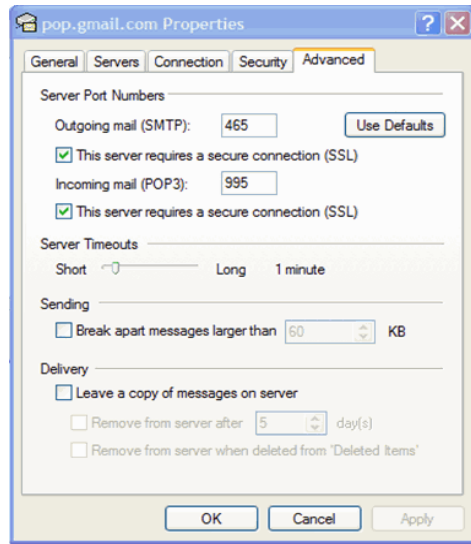 pop.gmail.com Properties
General Servers Connection Security Advanced
Server Port Numbers
Outgoing mail (SMTP): 465 Use Defaults
This server requires a secure connection (SSL)
Incoming mail (POP3): 995
This server requires a secure connection (SSL)
Server Timeouts
Short Long 1 minute
Sending
Break apart messages larger than 60 KB
Delivery
Leave a copy of messages on server
Remove from server after 5 day(s)
Remove from server when deleted from 'Deleted Items'
OK Cancel Apply